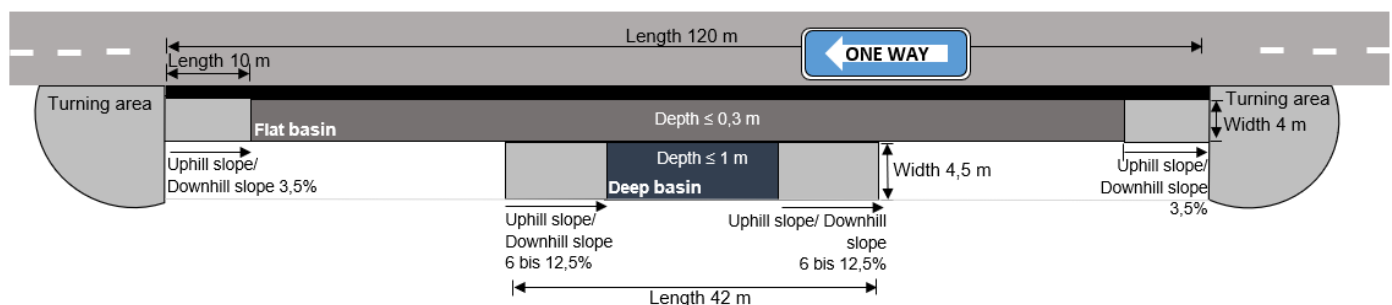 Length 120 m
ONE WAY
Length 10 m
Turning area
Turning area
Width 4 m
Depth ≤ 0,3 m
Flat basin
Uphill slope/
Downhill slope 3,5%
Depth ≤ 1 m
Deep basin
Width 4,5 m
Uphill slope/
Downhill slope
3,5%
Uphill slope/
Downhill slope
6 bis 12,5%
Uphill slope/ Downhill
slope
6 bis 12,5%
Length 42 m